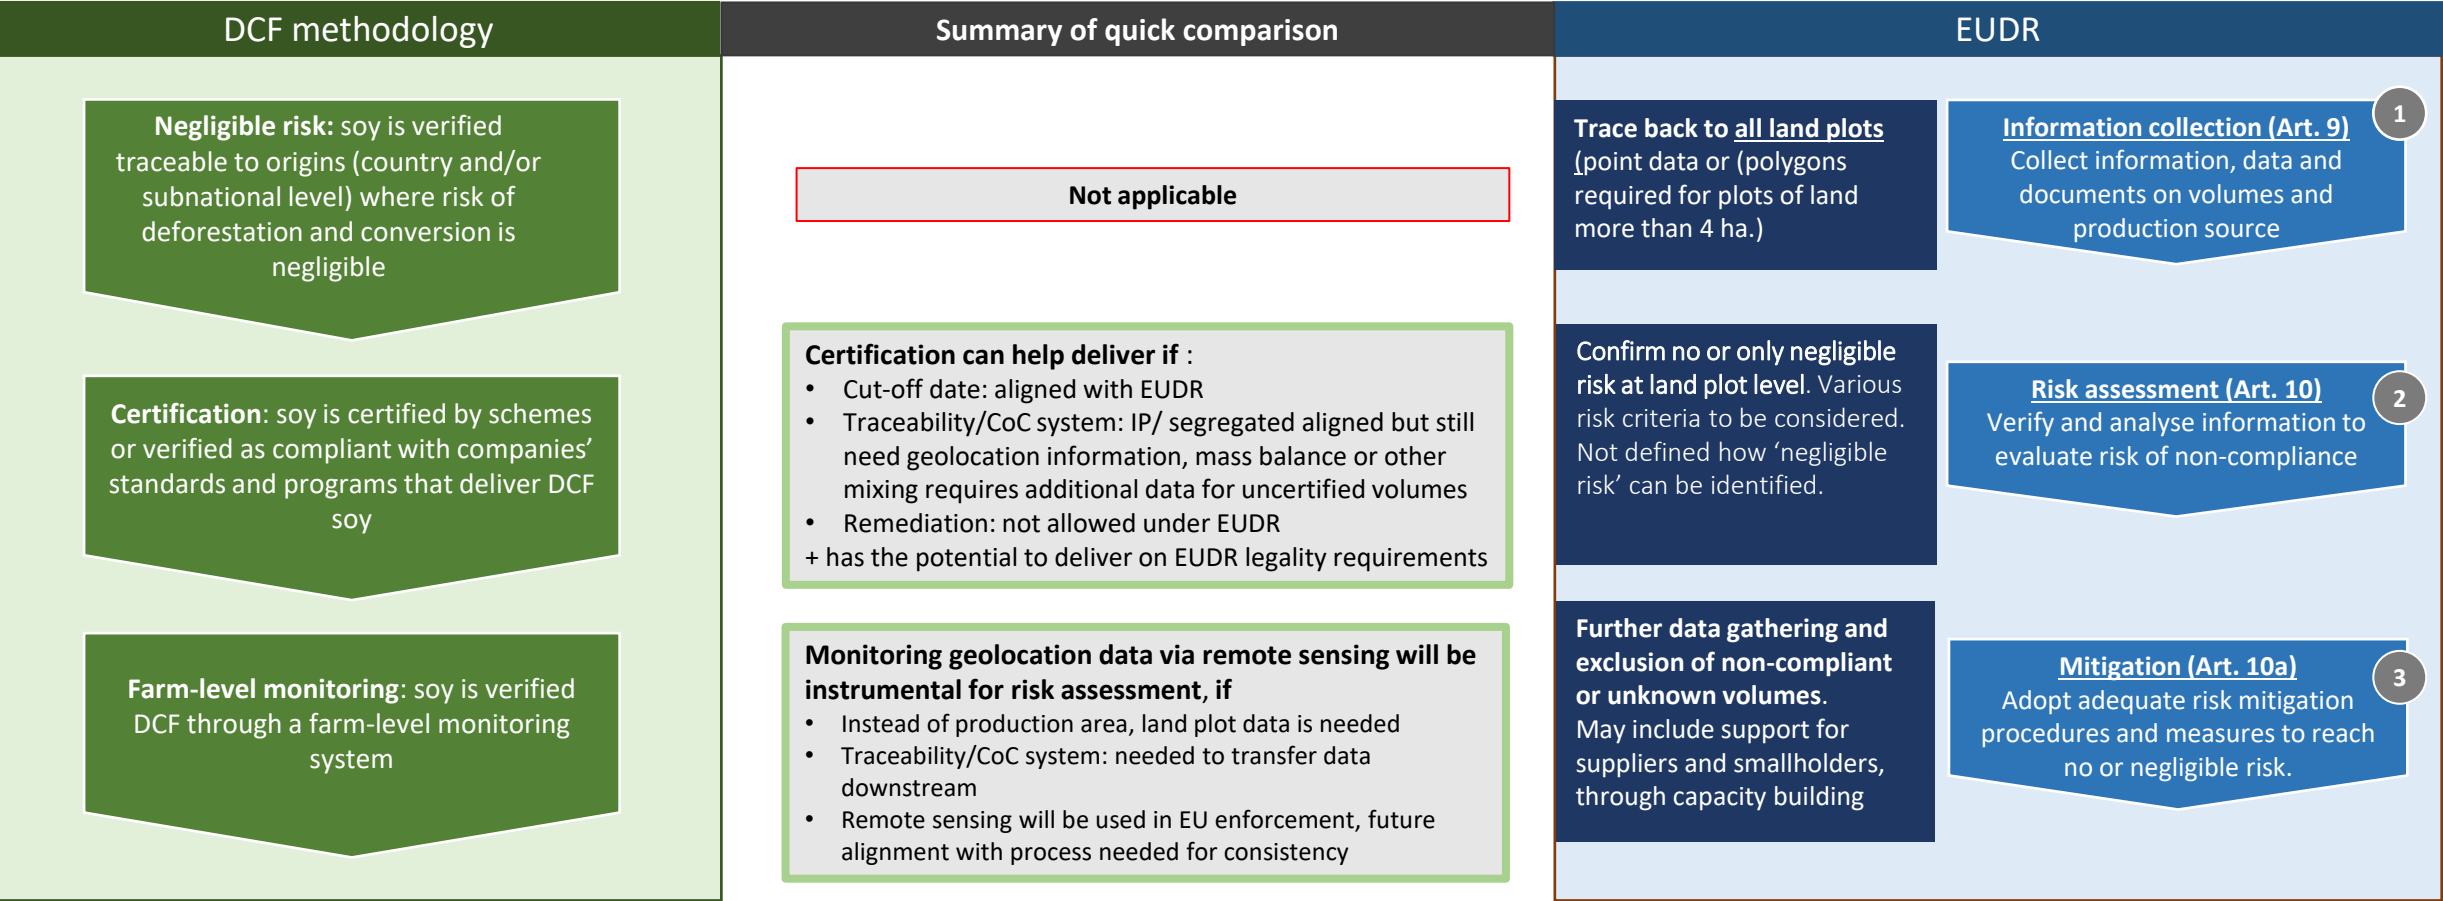 DCF methodology
Negligible risk: soy is verified
traceable to origins (country and/or
subnational level) where risk of
deforestation and conversion is
negligible
Certification: soy is certified by schemes
or verified as compliant with companies’
standards and programs that deliver DCF
soy
Farm-level monitoring: soy is verified
DCF through a farm-level monitoring
system
Summary of quick comparison
Not applicable
Certification can help deliver if :
• Cut-off date: aligned with EUDR
• Traceability/CoC system: IP/ segregated aligned but still
need geolocation information, mass balance or other
mixing requires additional data for uncertified volumes
• Remediation: not allowed under EUDR
+ has the potential to deliver on EUDR legality requirements
Monitoring geolocation data via remote sensing will be
instrumental for risk assessment, if
• Instead of production area, land plot data is needed
• Traceability/CoC system: needed to transfer data
downstream
• Remote sensing will be used in EU enforcement, future
alignment with process needed for consistency
EUDR
Trace back to all land plots
(point data or (polygons
required for plots of land
more than 4 ha.)
1
Information collection (Art. 9)
Collect information, data and
documents on volumes and
production source
Confirm no or only negligible
risk at land plot level. Various
risk criteria to be considered.
Not defined how ‘negligible
risk’ can be identified.
2
Risk assessment (Art. 10)
Verify and analyse information to
evaluate risk of non-compliance
Further data gathering and
exclusion of non-compliant
or unknown volumes.
May include support for
suppliers and smallholders,
through capacity building
3
Mitigation (Art. 10a)
Adopt adequate risk mitigation
procedures and measures to reach
no or negligible risk.